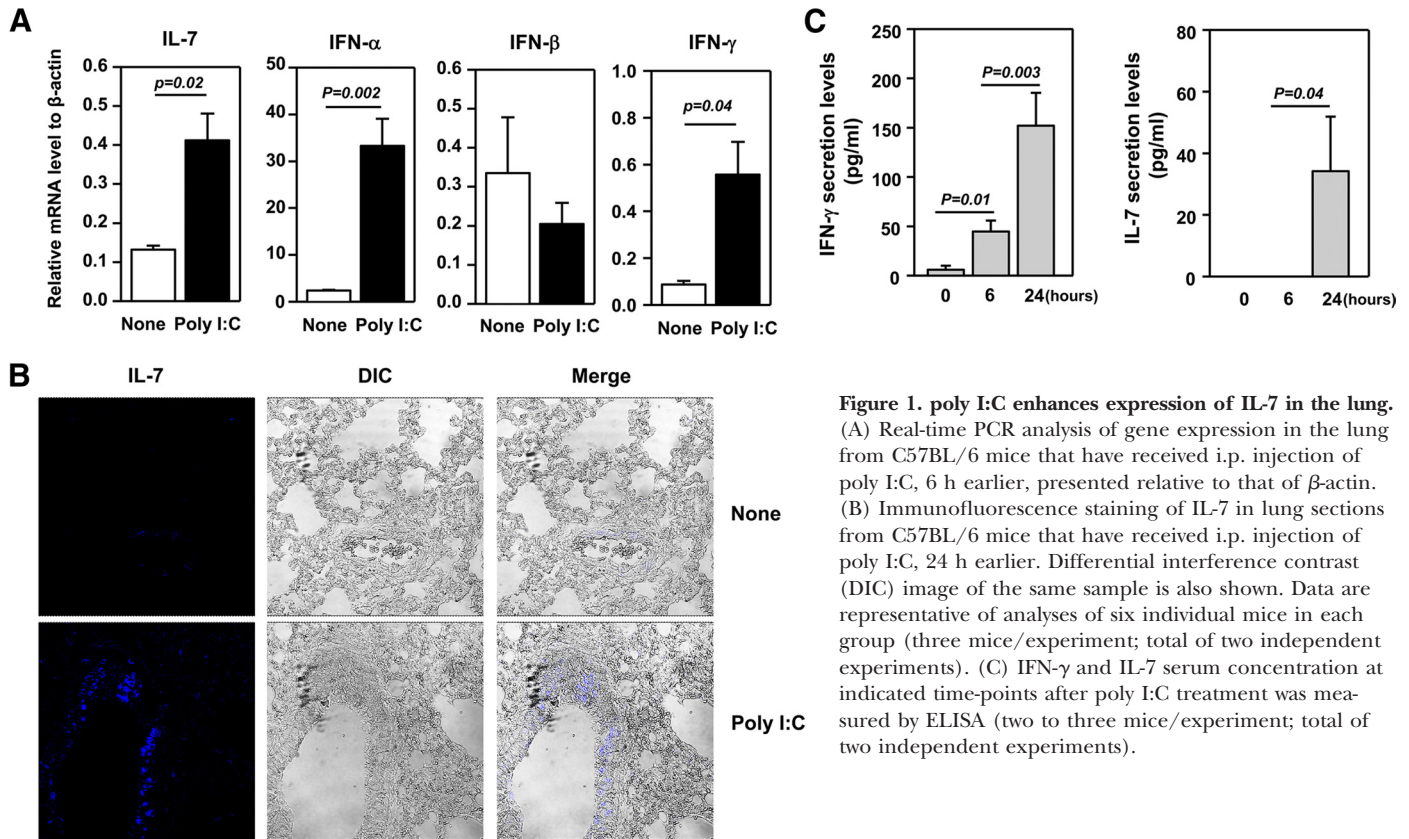 A
IL-7
IFN-α
IFN-β
IFN-γ
Relative mRNA level to β-actin
0.6
0.5
0.4
0.3
0.2
0.1
0.0
p=0.02
None Poly I:C
50
40
30
20
10
0
P=0.002
None Poly I:C
0.6
0.5
0.4
0.3
0.2
0.1
0.0
None Poly I:C
1.0
0.8
0.6
0.4
0.2
0.0
p=0.04
None Poly I:C
C
IFN-γ secretion levels
(pg/ml)
250
200
150
100
50
0
P=0.01
P=0.003
0 6 24(hours)
IL-7 secretion levels
(pg/ml)
80
60
40
20
0
P=0.04
0 6 24(hours)
B
IL-7 DIC Merge
None
Poly I:C
Figure 1. poly I:C enhances expression of IL-7 in the lung.
(A) Real-time PCR analysis of gene expression in the lung
from C57BL/6 mice that have received i.p. injection of
poly I:C, 6 h earlier, presented relative to that of β-actin.
(B) Immunofluorescence staining of IL-7 in lung sections
from C57BL/6 mice that have received i.p. injection of
poly I:C, 24 h earlier. Differential interference contrast
(DIC) image of the same sample is also shown. Data are
representative of analyses of six individual mice in each
group (three mice/experiment; total of two independent
experiments). (C) IFN-γ and IL-7 serum concentration at
indicated time-points after poly I:C treatment was mea-
sured by ELISA (two to three mice/experiment; total of
two independent experiments).